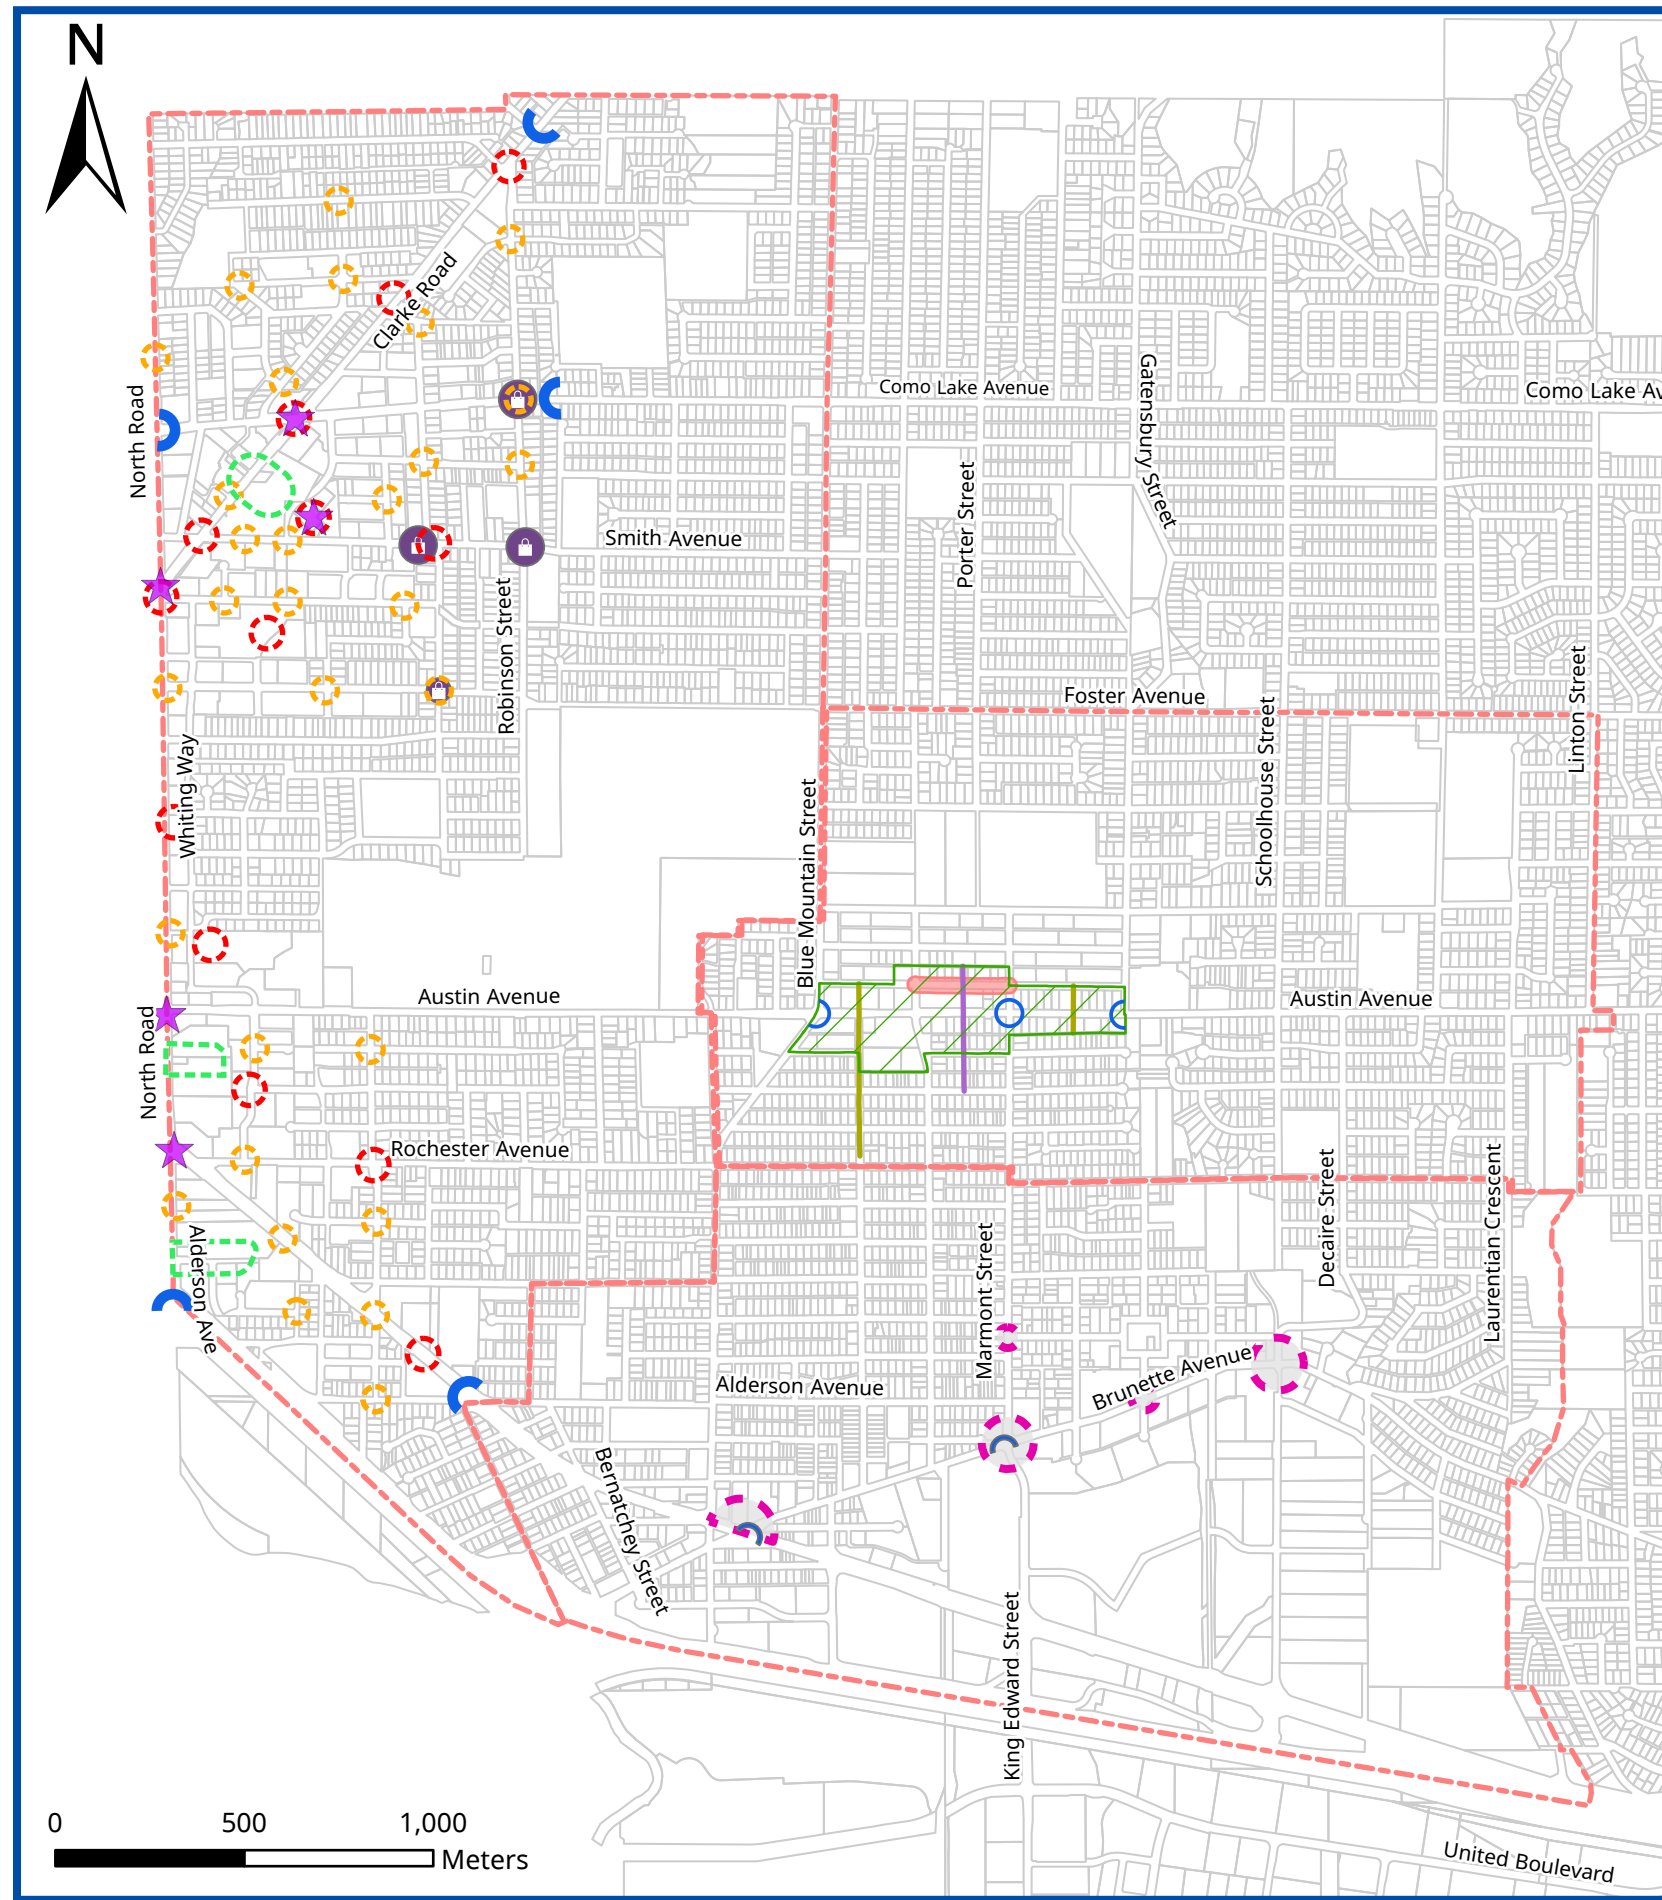 N
Clarke Road
North Road
Como Lake Avenue
Como Lake Av
Gatensbury Street
Porter Street
Smith Avenue
Robinson Street
Foster Avenue
Linton Street
Schoolhouse Street
Whiting Way
Blue Mountain Street
Austin Avenue
Austin Avenue
North Road
Rochester Avenue
Decaire Street
Laurentian Crescent
Alderson Ave
Marmont Street
Brunette Avenue
Alderson Avenue
Bernatchey Street
King Edward Street
0 500 1,000
Meters
United Boulevard